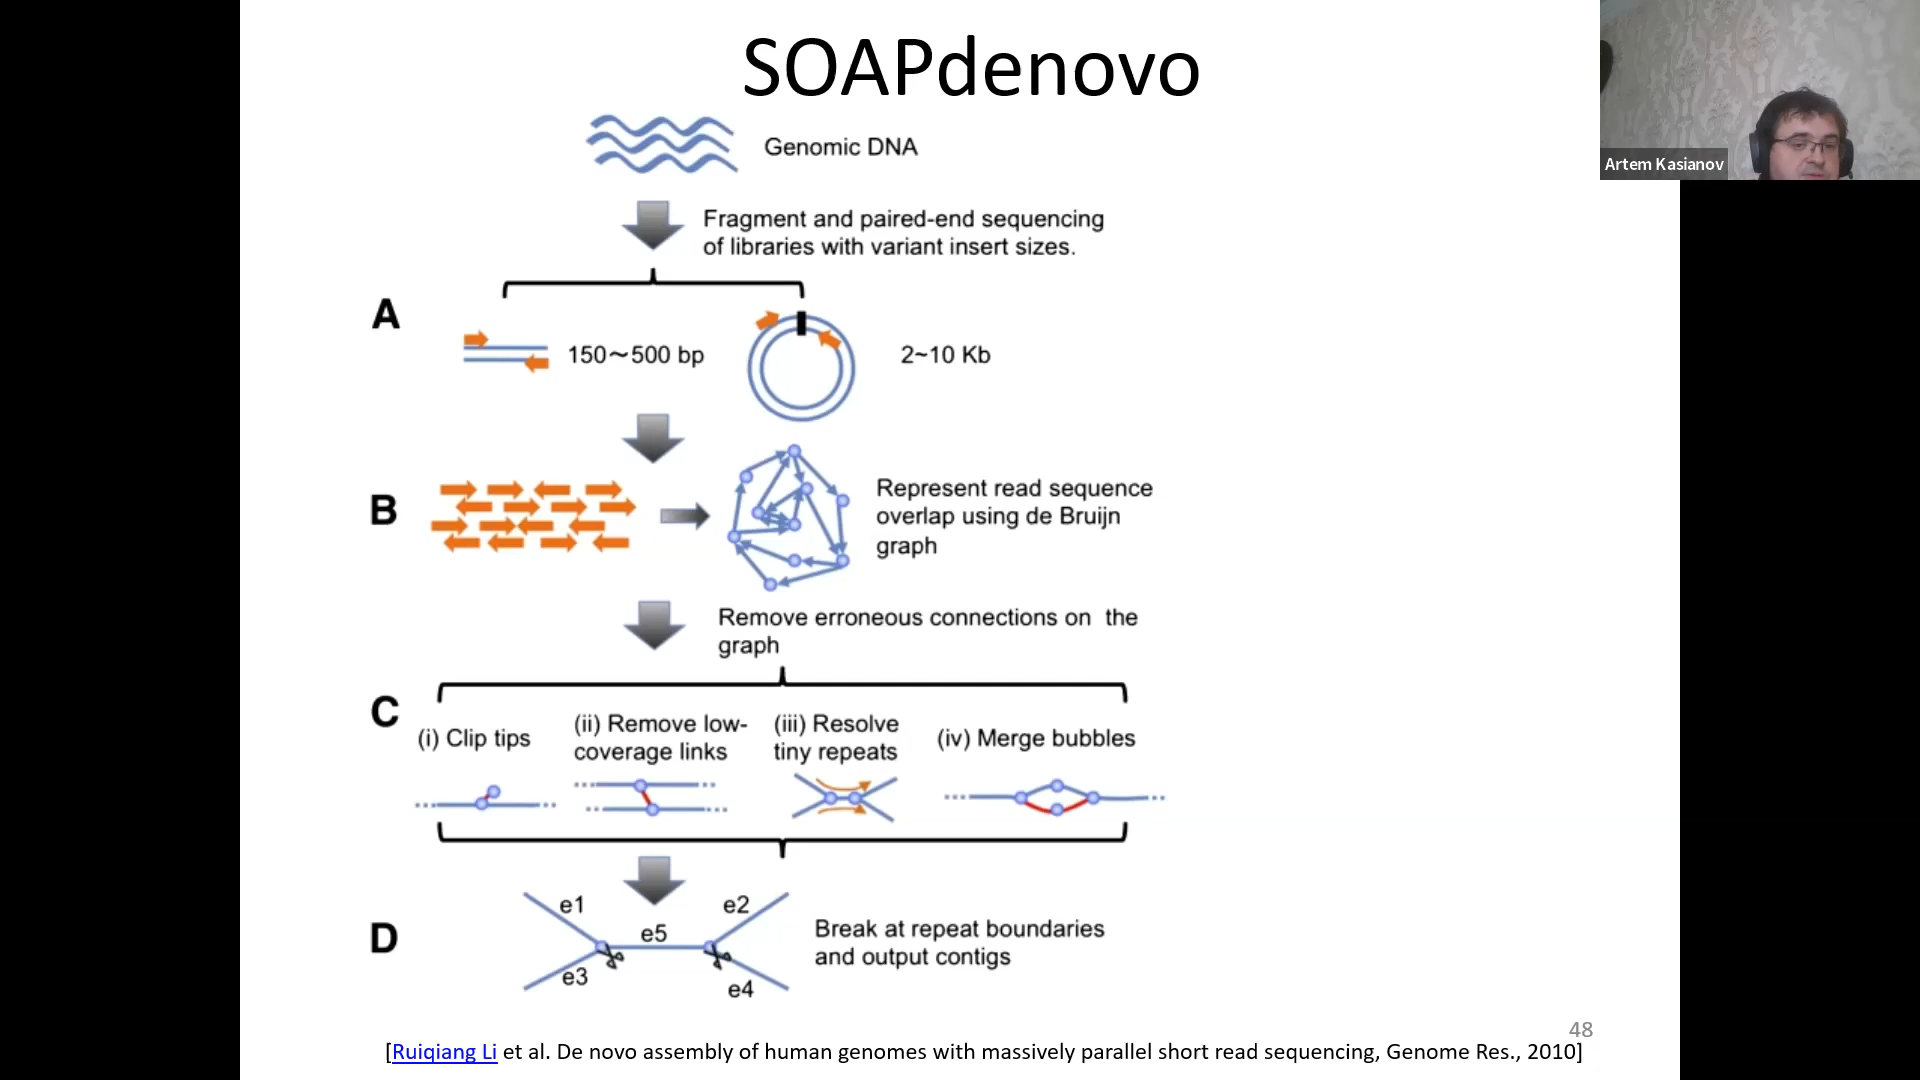 SOAPdenovo
Artem Kasianov
Genomic DNA
Fragment and paired-end sequencing
of libraries with variant insert sizes.
A
150~500 bp
2~10 Kb
B
Represent read sequence
overlap using de Bruijn
graph
Remove erroneous connections on the
graph
C
(i) Clip tips
(ii) Remove low-
coverage links
(iii) Resolve
tiny repeats
(iv) Merge bubbles
D
e1
e2
e5
e3
e4
Break at repeat boundaries
and output contigs
48
[Ruiqiang Li et al. De novo assembly of human genomes with massively parallel short read sequencing, Genome Res., 2010]